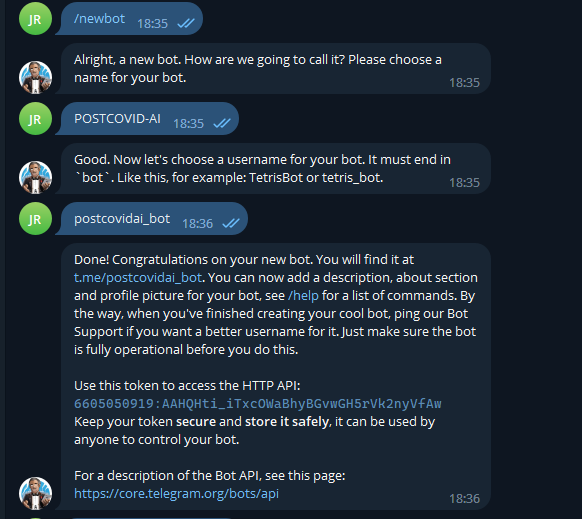 JR
/newbot
18:35
Alright, a new bot. How are we going to call it? Please choose a
name for your bot.
18:35
JR
POSTCOVID-AI
18:35
Good. Now let's choose a username for your bot. It must end in
`bot`. Like this, for example: TetrisBot or tetris_bot.
18:35
JR
postcovidai_bot
18:36
Done! Congratulations on your new bot. You will find it at
t.me/postcovidai_bot. You can now add a description, about section
and profile picture for your bot, see /help for a list of commands. By
the way, when you've finished creating your cool bot, ping our Bot
Support if you want a better username for it. Just make sure the bot
is fully operational before you do this.
Use this token to access the HTTP API:
6605050919:AAHQHti_iTxcOWaBhyBGvwGH5rVk2nyVfAw
Keep your token secure and store it safely, it can be used by
anyone to control your bot.
For a description of the Bot API, see this page:
https://core.telegram.org/bots/api
18:36